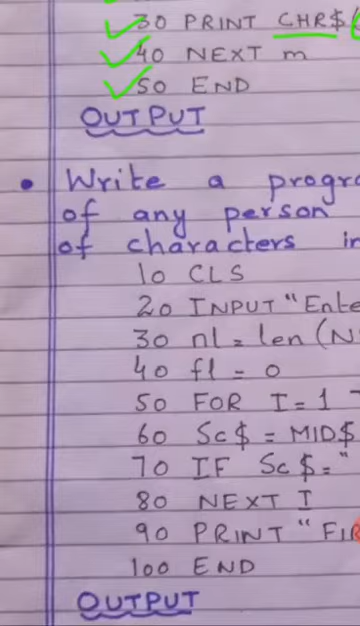 30 PRINT CHR$(
40 NEXT m
50 END
OUTPUT
• Write a progra
of any person
of characters in
10 CLS
20 INPUT "Ente
30 nl = len (N
40 fl = 0
50 FOR I = 1
60 Sc$ = MID$
70 IF Sc$ = "
80 NEXT I
90 PRINT "Fir
100 END
OUTPUT